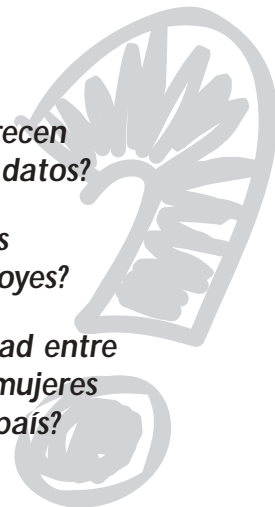 recen
datos?
s
oyes?
ad entre
mujeres
país?